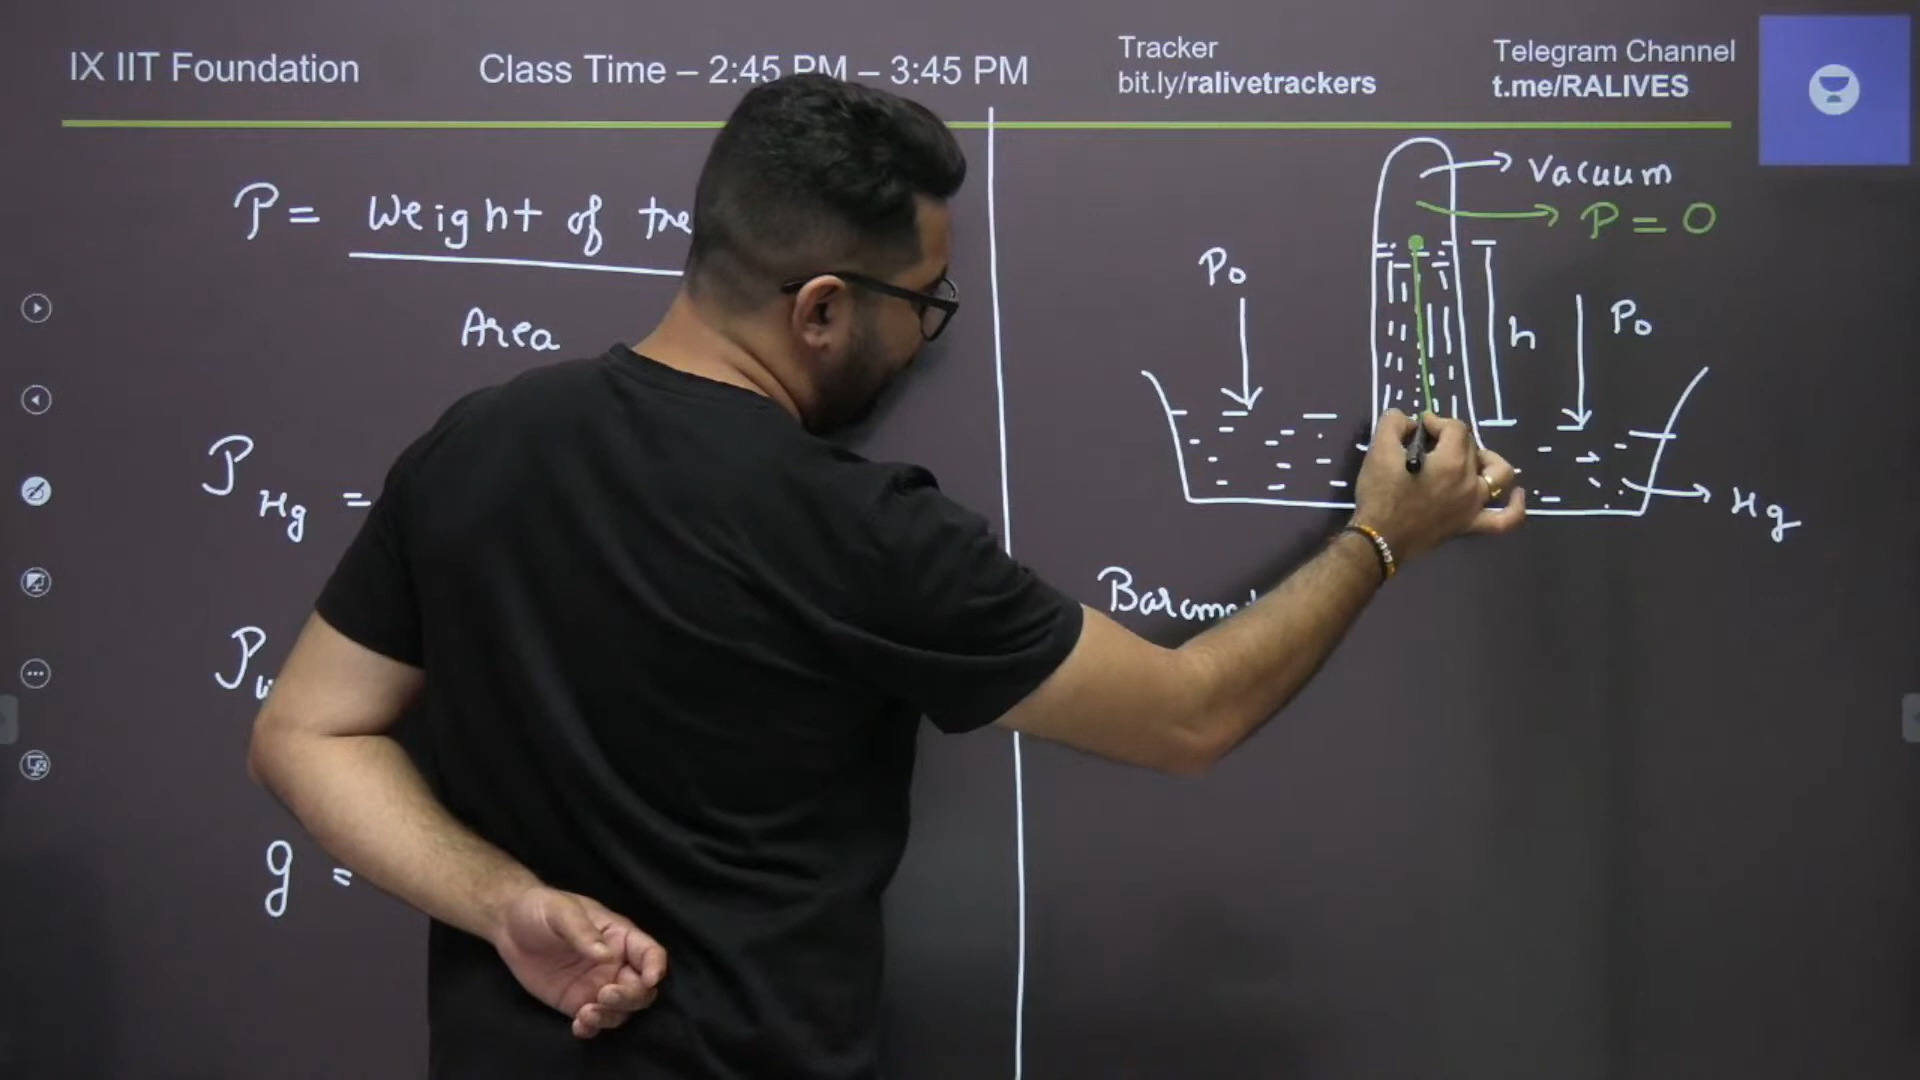 IX IIT Foundation
Class Time – 2:45 PM – 3:45 PM
Tracker
bit.ly/ralivetrackers
Telegram Channel
t.me/RALIVES
P = Weight of the
Area
P Hg =
P
g =
Vacuum
P = 0
P₀
h
P₀
Hg